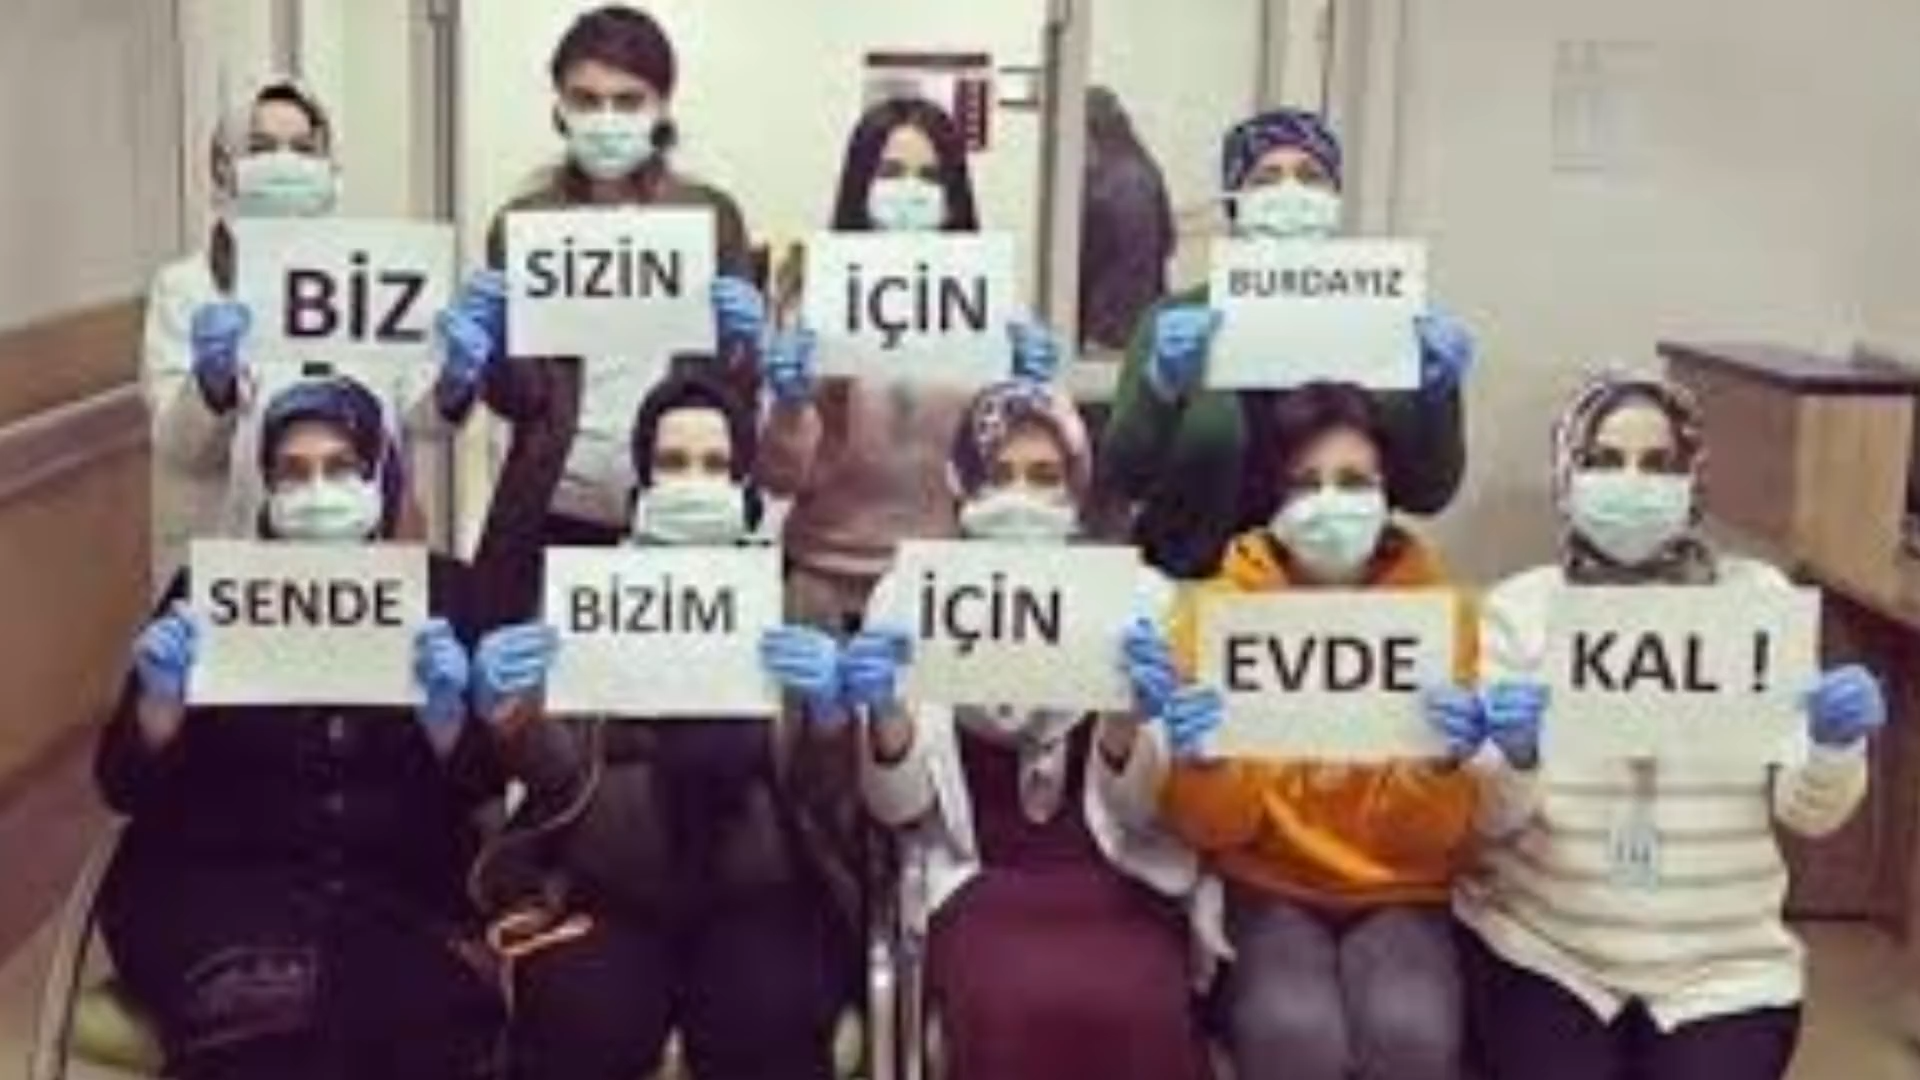 BİZ SİZİN İÇİN BURDAYIZ
SENDE BİZİM İÇİN EVDE KAL !